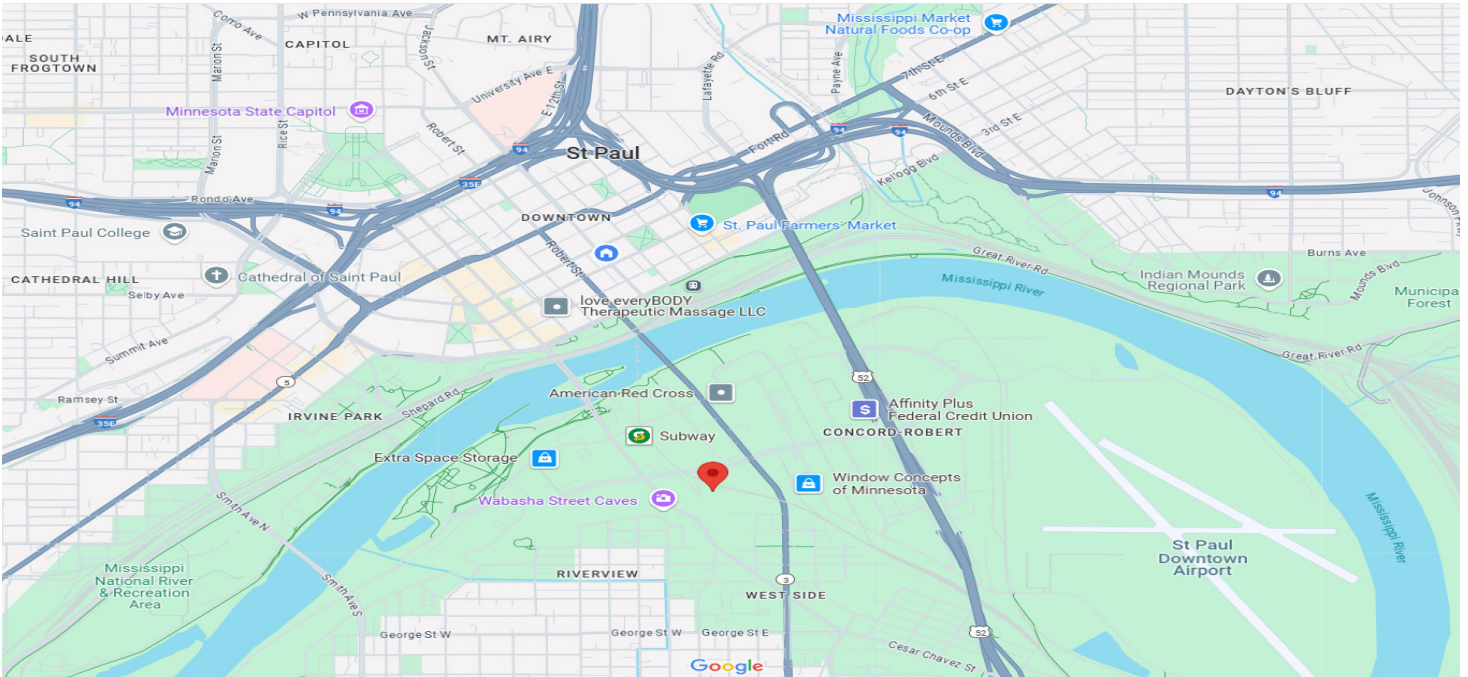 W Pennsylvania Ave
Como Ave
Jackson St
Mississippi Market
Natural Foods Co-op
DALE
CAPITOL
MT. AIRY
SOUTH
FROGTOWN
Marion St
Lafayette Rd
Payne Ave
7th St E
University Ave E
E 12th St
6th St E
DAYTON'S BLUFF
Minnesota State Capitol
Rice St
Robert St
3rd St E
Mounds Blvd
Fort Rd
94
94
94
St Paul
Marion St
Kellogg Blvd
35E
Rondo Ave
94
94
94
Johnson Pkwy
DOWNTOWN
St. Paul Farmers' Market
Saint Paul College
Robert St
Great River Rd
Burns Ave
CATHEDRAL HILL
Cathedral of Saint Paul
Mississippi River
Indian Mounds
Regional Park
Mounds Blvd
Selby Ave
Municipa
Forest
love everyBODY
Therapeutic Massage LLC
Summit Ave
Great River Rd
52
5
Ramsey St
American Red Cross
Shepard Rd
IRVINE PARK
35E
Affinity Plus
Federal Credit Union
CONCORD-ROBERT
Subway
Extra Space Storage
Window Concepts
of Minnesota
Wabasha Street Caves
Smith Ave N
Mississippi River
St Paul
Downtown
Airport
Mississippi
National River
& Recreation
Area
RIVERVIEW
3
WEST SIDE
Smith Ave S
George St W
George St W
George St E
52
Cesar Chavez St
Google